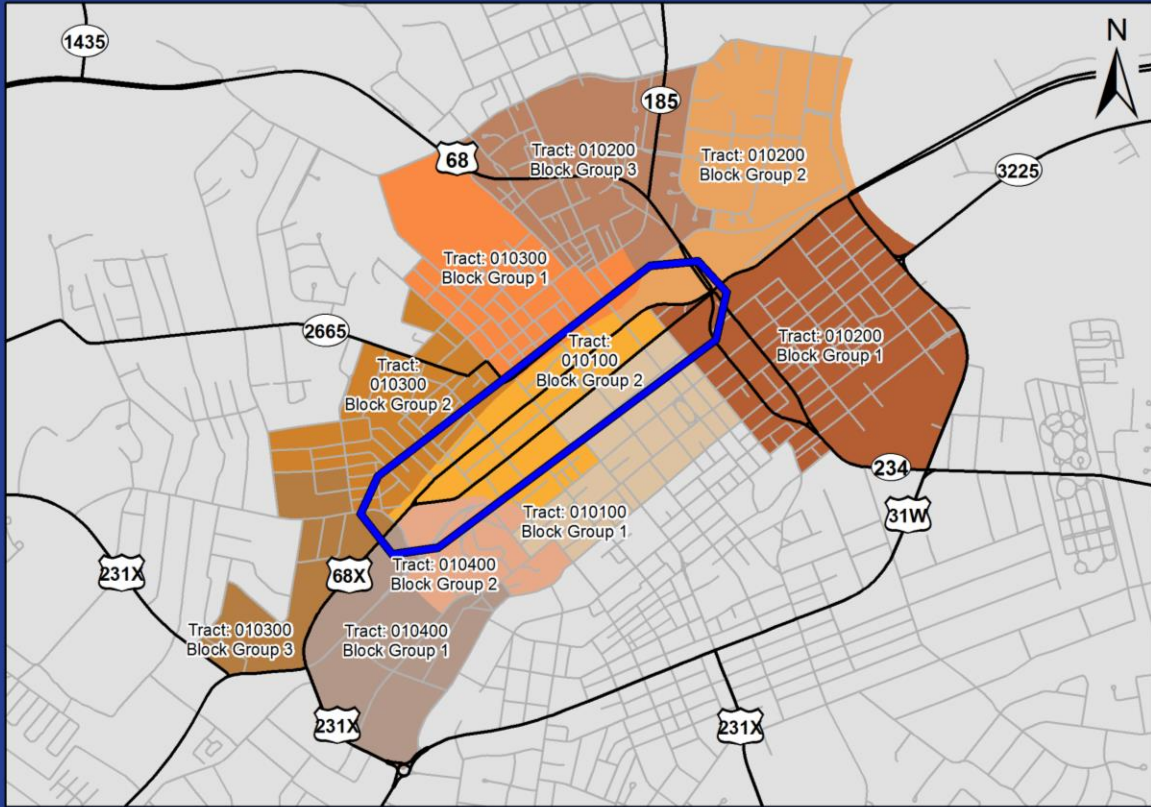 1435
N
185
68
Tract: 010200
Block Group 3
Tract: 010200
Block Group 2
3225
Tract: 010300
Block Group 1
2665
Tract:
010100
Block Group 2
Tract: 010200
Block Group 1
Tract:
010300
Block Group 2
234
31W
Tract: 010100
Block Group 1
231X
68X
Tract: 010400
Block Group 2
Tract: 010300
Block Group 3
Tract: 010400
Block Group 1
231X
231X